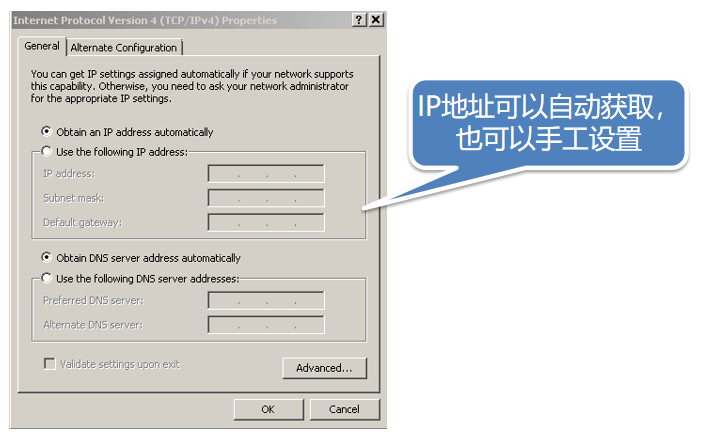 Internet Protocol Version 4 (TCP/IPv4) Properties
General
Alternate Configuration
You can get IP settings assigned automatically if your network supports
this capability. Otherwise, you need to ask your network administrator
for the appropriate IP settings.
Obtain an IP address automatically
Use the following IP address:
IP address:
Subnet mask:
Default gateway:
Obtain DNS server address automatically
Use the following DNS server addresses:
Preferred DNS server:
Alternate DNS server:
Validate settings upon exit
Advanced...
OK
Cancel
IP地址可以自动获取，
也可以手工设置